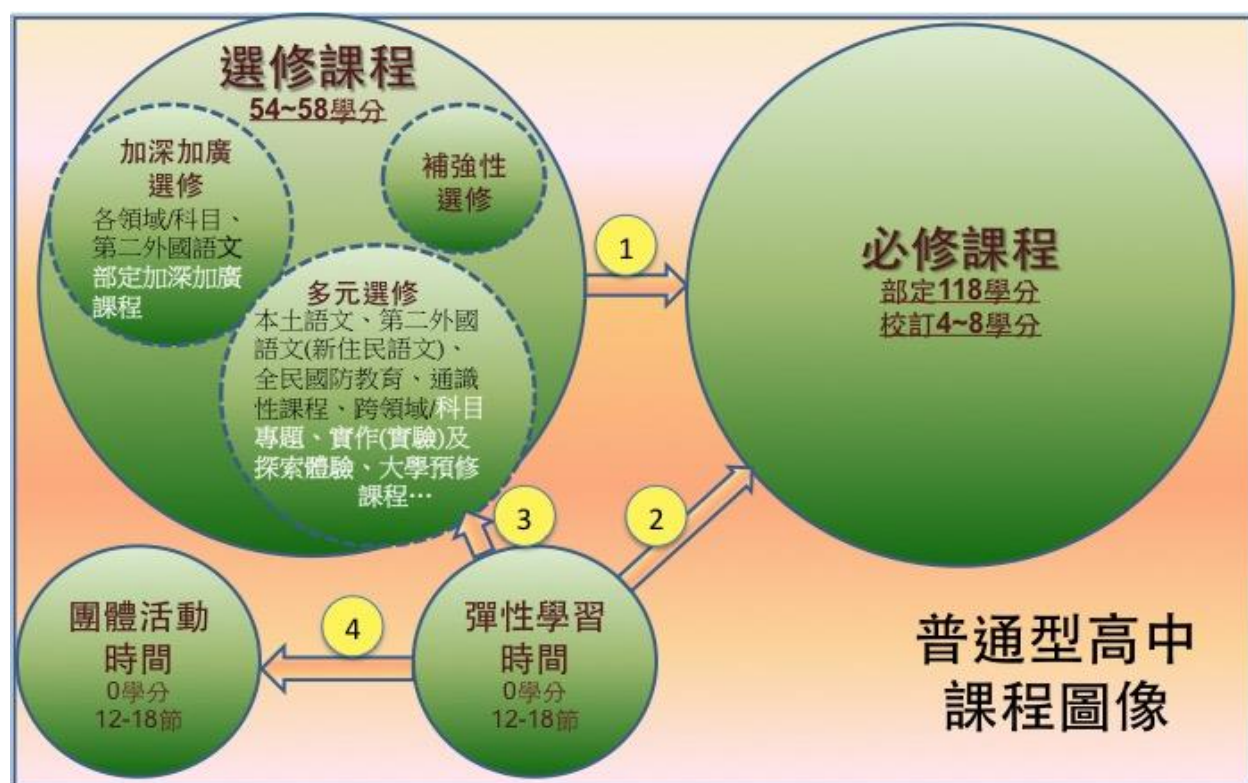 選修課程
54~58學分
加深加廣
選修
各領域/科目、
第二外國語文
部定加深加廣
課程
補強性
選修
多元選修
本土語文、第二外國
語文(新住民語文)、
全民國防教育、通識
性課程、跨領域/科目
專題、實作(實驗)及
探索體驗、大學預修
課程…
1
必修課程
部定118學分
校訂4~8學分
3
2
團體活動
時間
0學分
12-18節
4
彈性學習
時間
0學分
12-18節
普通型高中
課程圖像